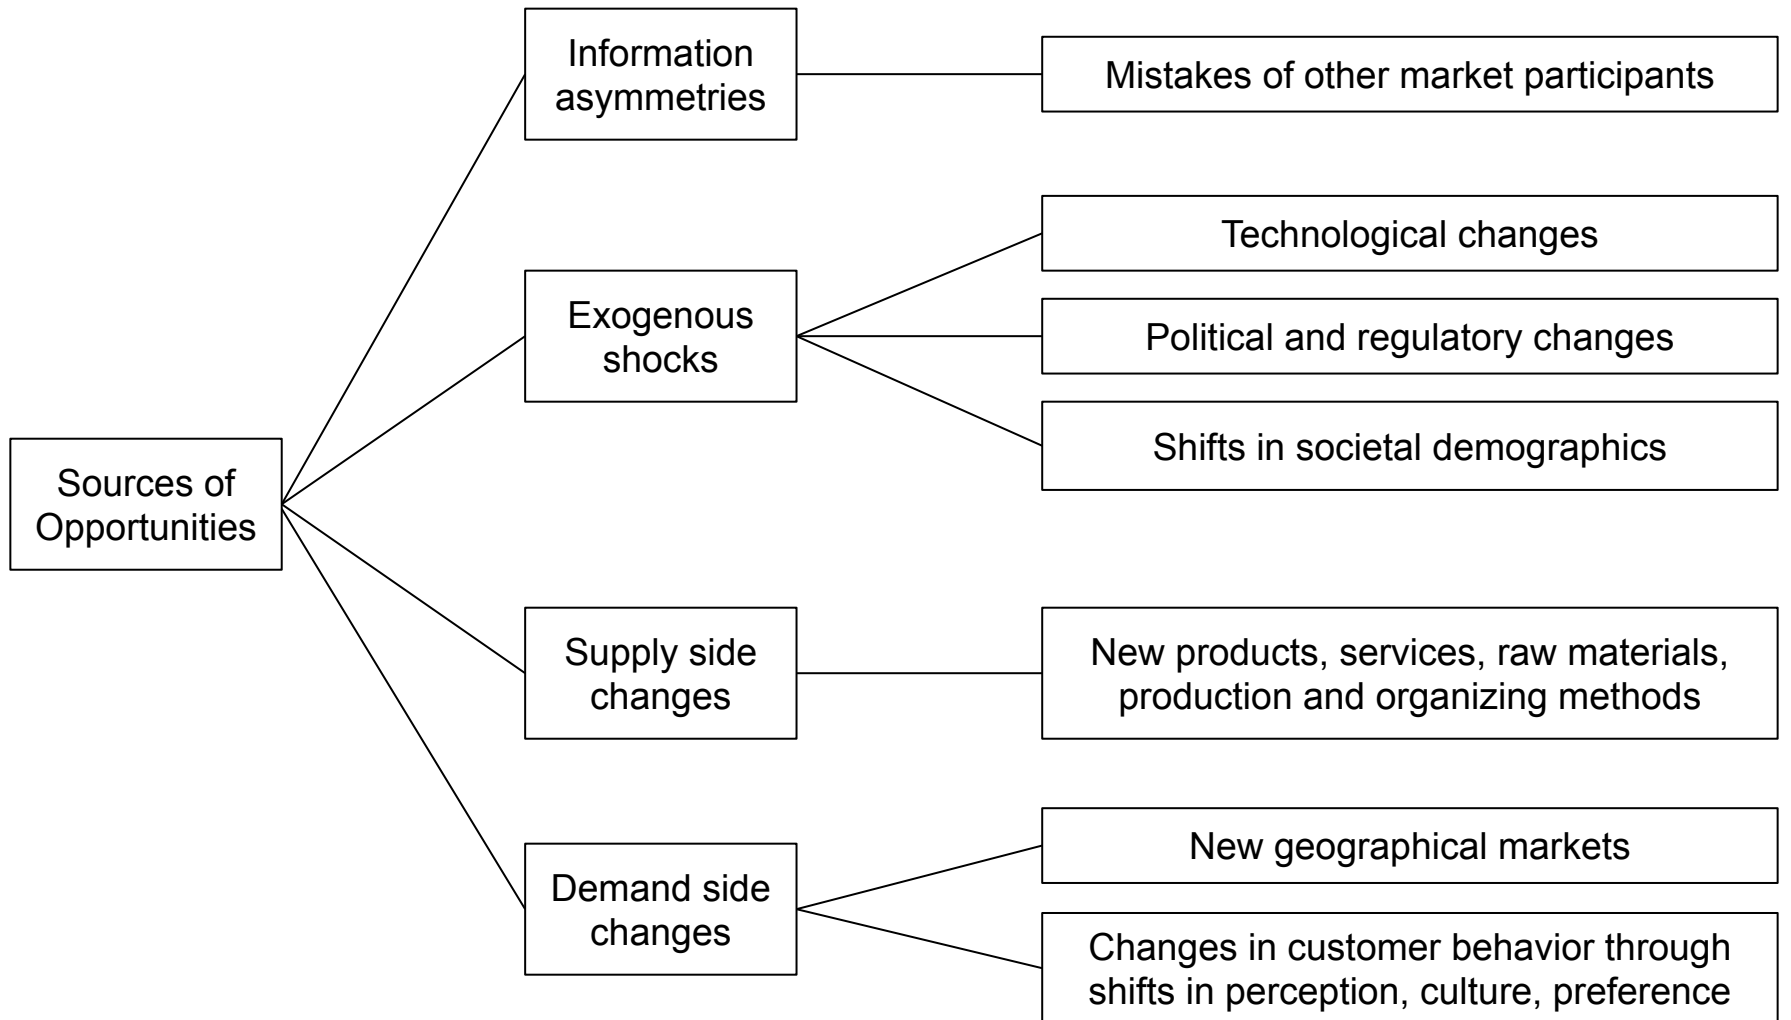 Information
asymmetries
Mistakes of other market participants
Technological changes
Exogenous
shocks
Political and regulatory changes
Shifts in societal demographics
Sources of
Opportunities
Supply side
changes
New products, services, raw materials,
production and organizing methods
New geographical markets
Demand side
changes
Changes in customer behavior through
shifts in perception, culture, preference